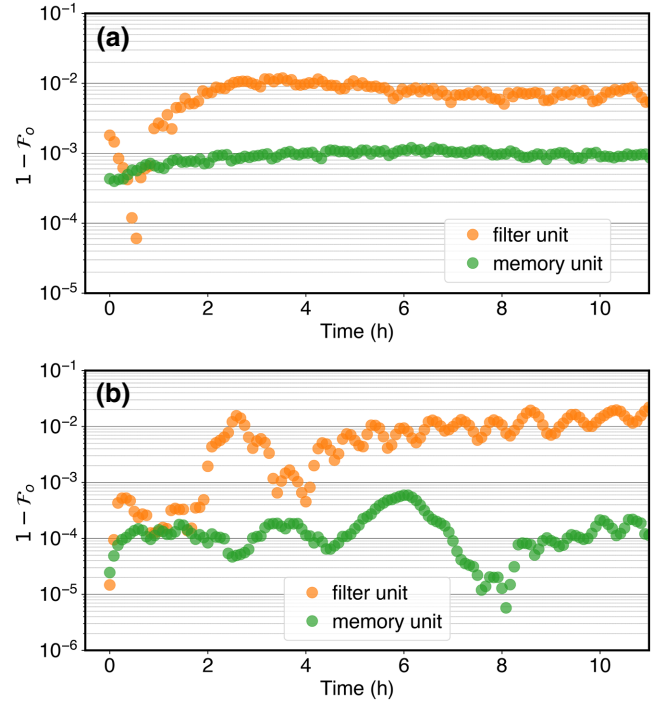 (a)
10⁻¹
10⁻²
10⁻³
10⁻⁴
10⁻⁵
1 − 𝓕ₒ
filter unit
memory unit
0 2 4 6 8 10
Time (h)
(b)
10⁻¹
10⁻²
10⁻³
10⁻⁴
10⁻⁵
10⁻⁶
1 − 𝓕ₒ
filter unit
memory unit
0 2 4 6 8 10
Time (h)